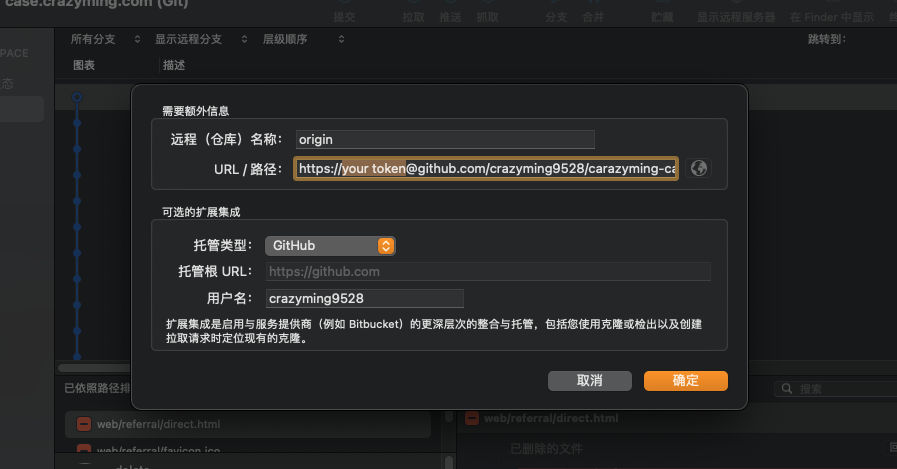 case.crazyming.com (Git)
提交 拉取 推送 抓取 分支 合并 贮藏 显示远程服务器 在 Finder 中显示
所有分支 显示远程分支 层级顺序 跳转到:
PACE
图表 描述
态
需要额外信息
远程（仓库）名称: origin
URL / 路径: https://your token@github.com/crazyming9528/carazyming-ca
可选的扩展集成
托管类型: GitHub
托管根 URL: https://github.com
用户名: crazyming9528
扩展集成是启用与服务提供商（例如 Bitbucket）的更深层次的整合与托管，包括您使用克隆或检出以及创建
拉取请求时定位现有的克隆。
取消 确定
已依照路径排 搜索
web/referral/direct.html web/referral/direct.html
web/referral/favicon.ico 已删除的文件 回
delete